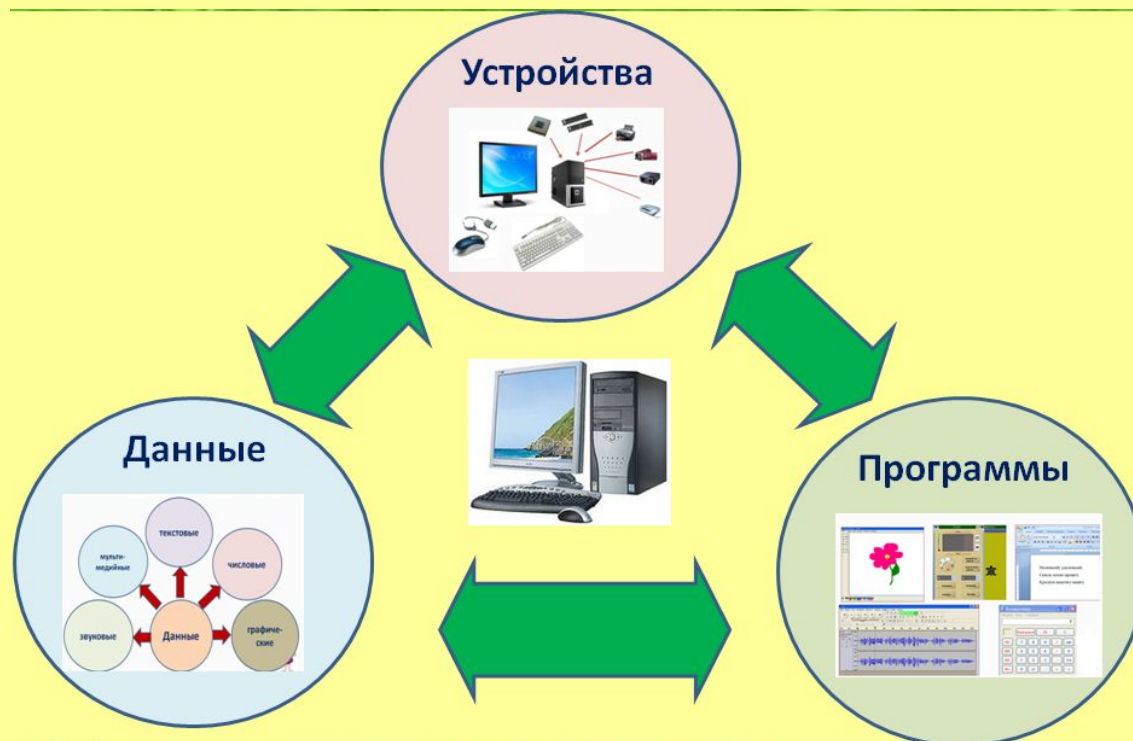 Устройства
Данные
текстовые
мульти-
медийные
числовые
звуковые
Данные
графиче-
ские
Программы